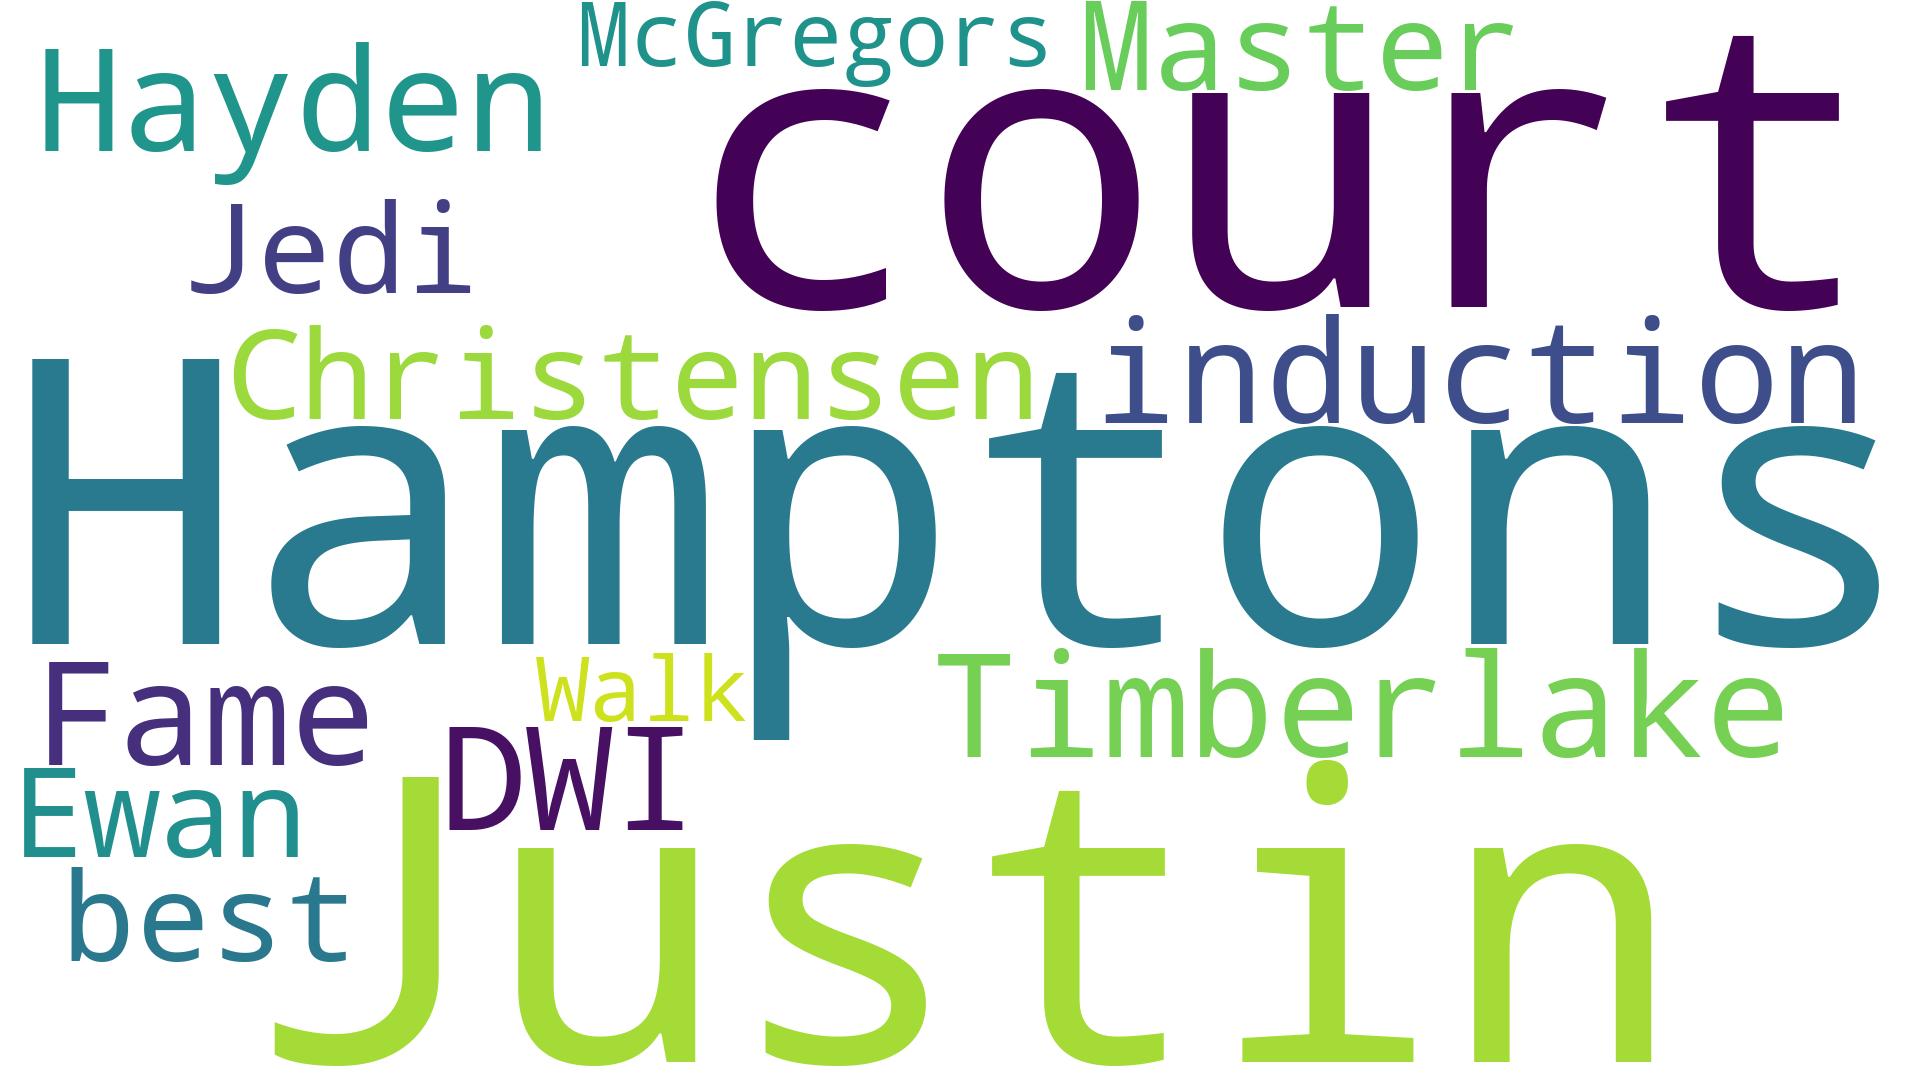 McGregors
Master
Hayden
court
Jedi
Christensen
induction
Hamptons
Fame
Walk
Timberlake
DWI
Ewan
best
Justin